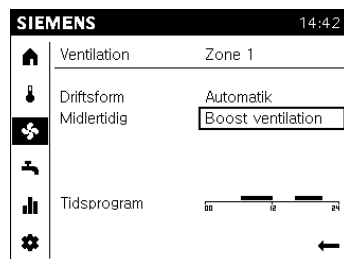 SIEMENS 14:42
Ventilation Zone 1
Driftsform Automatik
Midlertidig Boost ventilation
Tidsprogram
00 12 24